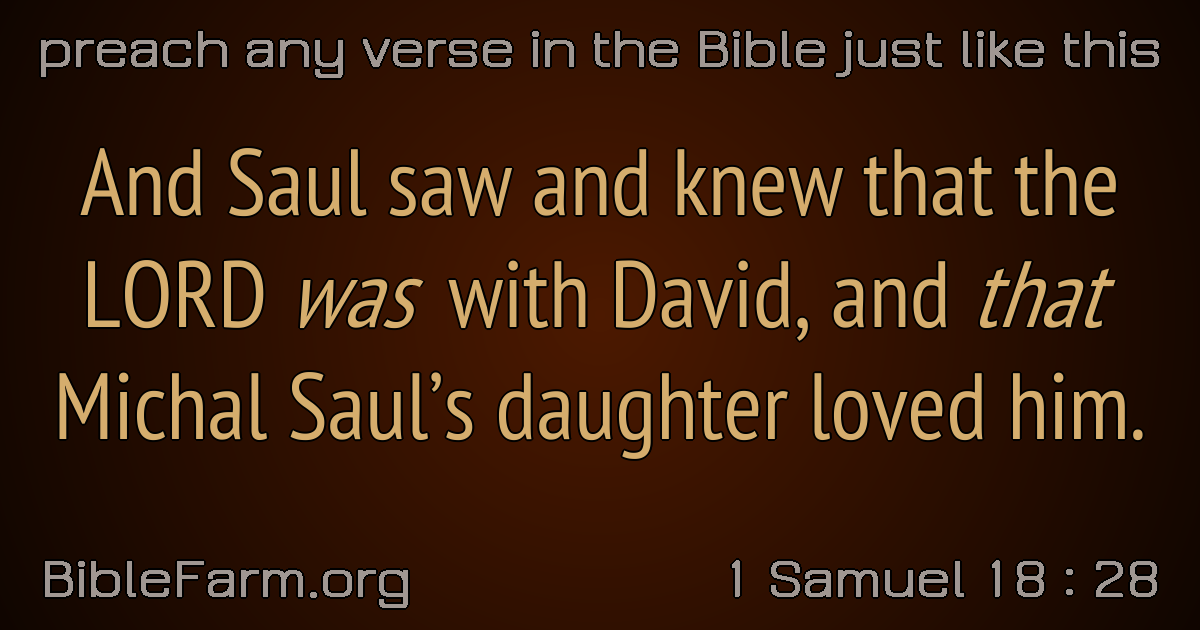 preach any verse in the Bible just like this
And Saul saw and knew that the
LORD was with David, and that
Michal Saul’s daughter loved him.
BibleFarm.org
1 Samuel 18 : 28